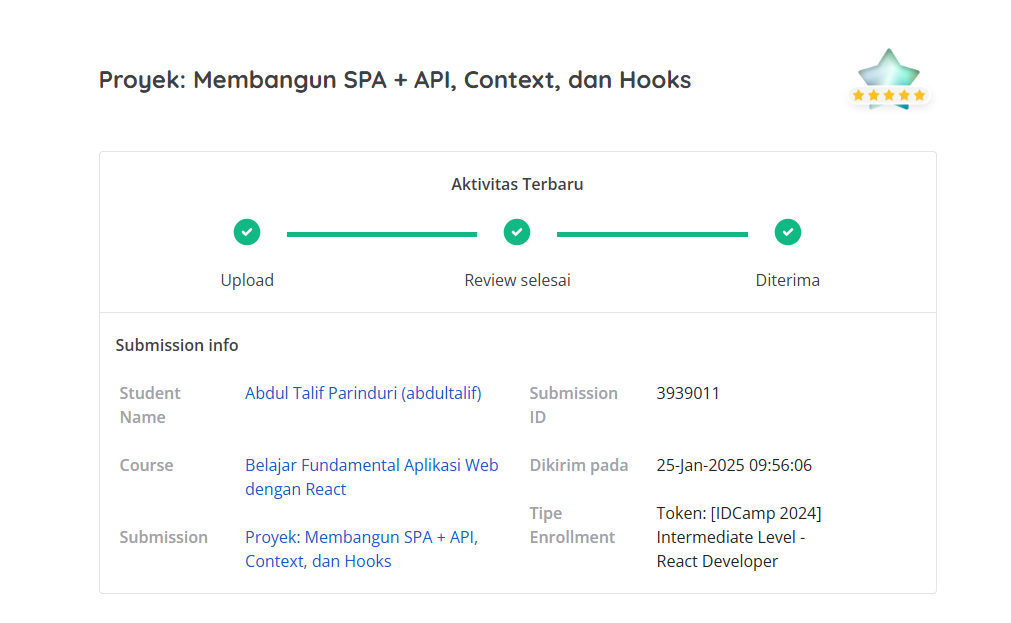 Proyek: Membangun SPA + API, Context, dan Hooks
Aktivitas Terbaru
Upload
Review selesai
Diterima
Submission info
Student
Name
Abdul Talif Parinduri (abdultalif)
Submission
ID
3939011
Course
Belajar Fundamental Aplikasi Web
dengan React
Dikirim pada
25-Jan-2025 09:56:06
Submission
Proyek: Membangun SPA + API,
Context, dan Hooks
Tipe
Enrollment
Token: [IDCamp 2024]
Intermediate Level -
React Developer